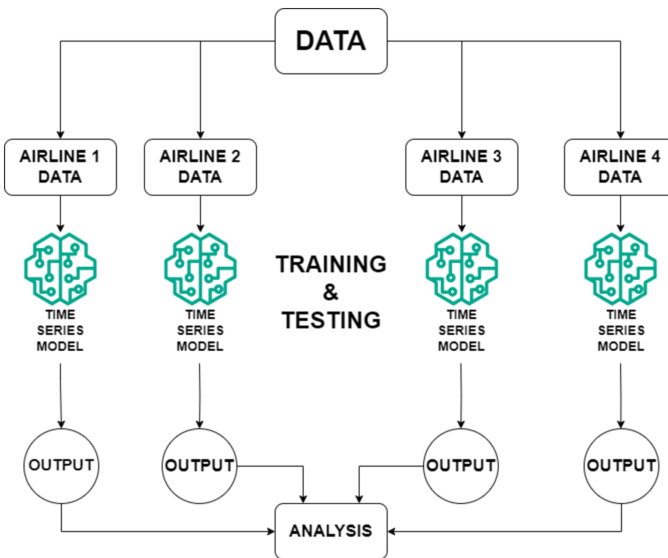 DATA
AIRLINE 1
DATA
AIRLINE 2
DATA
AIRLINE 3
DATA
AIRLINE 4
DATA
TRAINING
&
TESTING
TIME
SERIES
MODEL
TIME
SERIES
MODEL
TIME
SERIES
MODEL
TIME
SERIES
MODEL
OUTPUT
OUTPUT
OUTPUT
OUTPUT
ANALYSIS